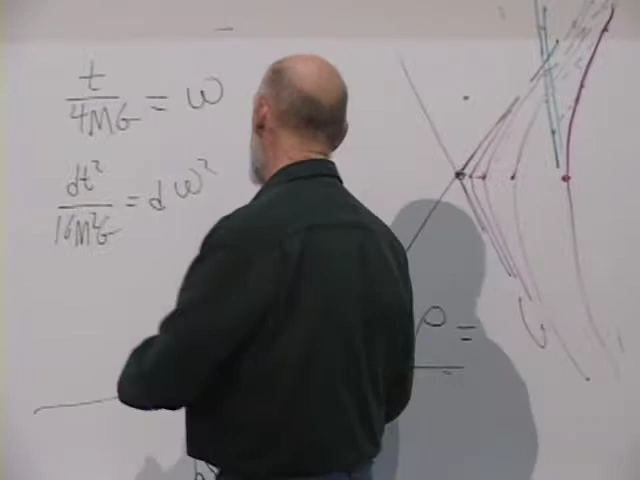 t/4MG = ω
dt²/16M²G = dω²
ρ =